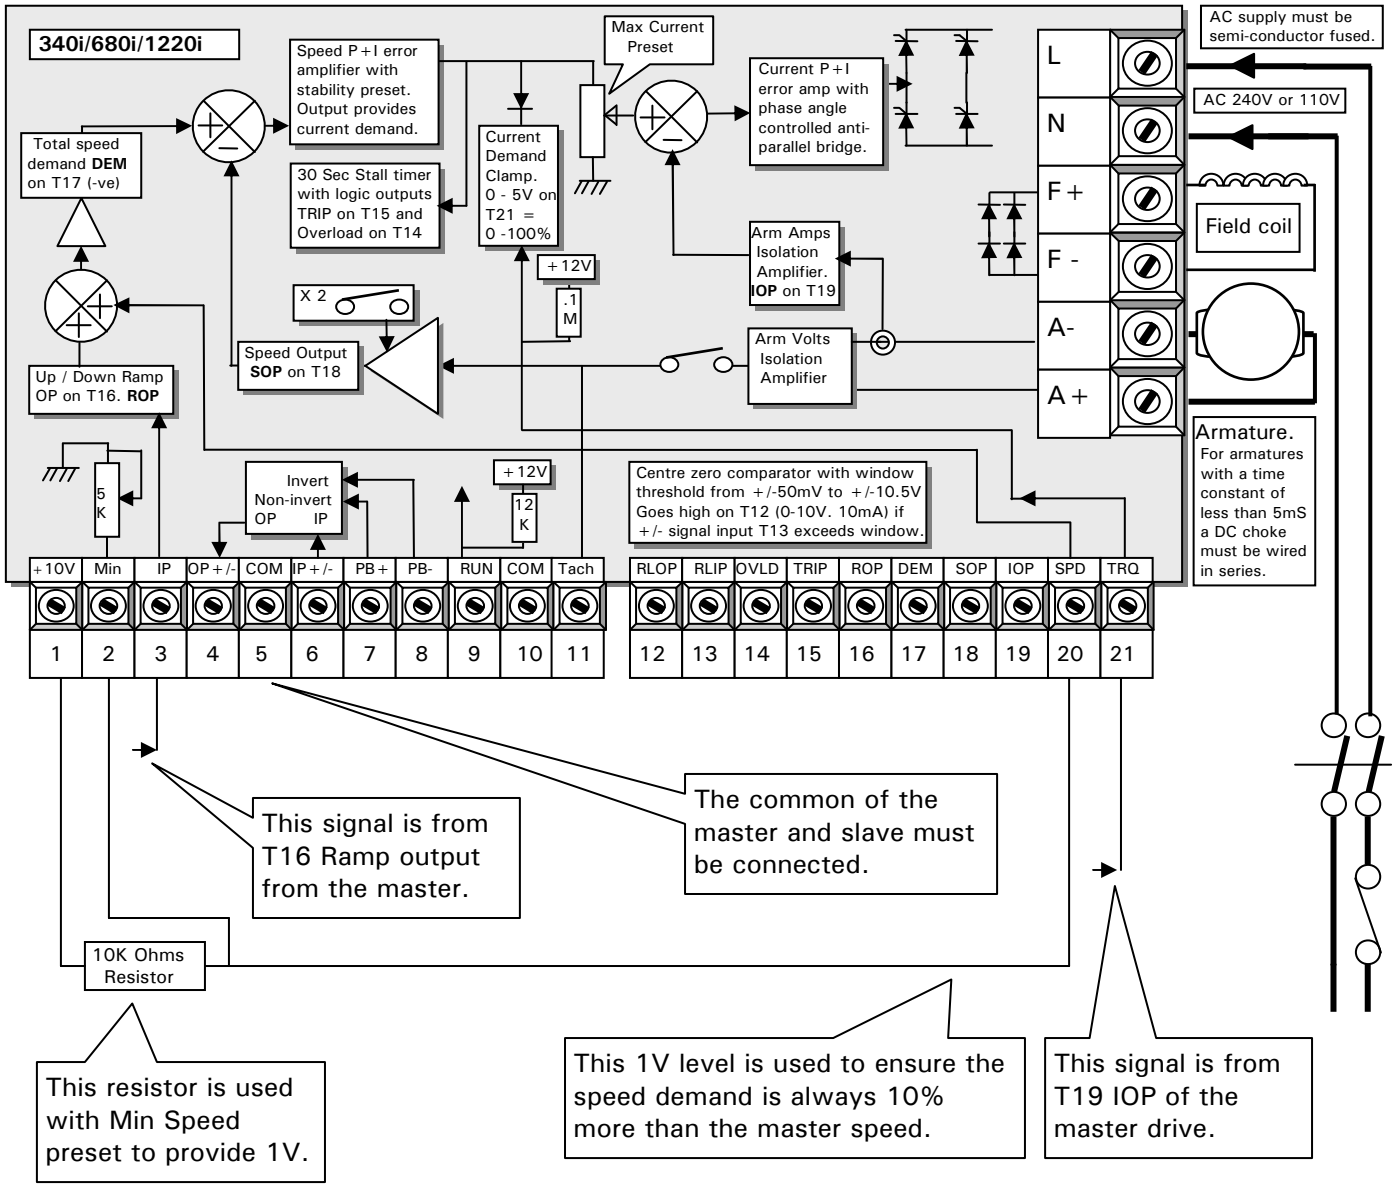 340i/680i/1220i
Speed P+I error
amplifier with
stability preset.
Output provides
current demand.
Max Current
Preset
Current P+I
error amp with
phase angle
controlled anti-
parallel bridge.
AC supply must be
semi-conductor fused.
AC 240V or 110V
L
N
F+
F -
A-
A+
Total speed
demand DEM
on T17 (-ve)
+
−
+
−
30 Sec Stall timer
with logic outputs
TRIP on T15 and
Overload on T14
Current
Demand
Clamp.
0 - 5V on
T21 =
0 -100%
Field coil
Arm Amps
Isolation
Amplifier.
IOP on T19
+12V
.1
M
X 2
+
+
Speed Output
SOP on T18
Arm Volts
Isolation
Amplifier
Up / Down Ramp
OP on T16. ROP
Armature.
For armatures
with a time
constant of
less than 5mS
a DC choke
must be wired
in series.
5
K
Invert
Non-invert
OP IP
+12V
12
K
Centre zero comparator with window
threshold from +/-50mV to +/-10.5V
Goes high on T12 (0-10V. 10mA) if
+/- signal input T13 exceeds window.
+10V Min IP OP+/- COM IP+/- PB+ PB- RUN COM Tach
RLOP RLIP OVLD TRIP ROP DEM SOP IOP SPD TRQ
1 2 3 4 5 6 7 8 9 10 11
12 13 14 15 16 17 18 19 20 21
This signal is from
T16 Ramp output
from the master.
The common of the
master and slave must
be connected.
10K Ohms
Resistor
This resistor is used
with Min Speed
preset to provide 1V.
This 1V level is used to ensure the
speed demand is always 10%
more than the master speed.
This signal is from
T19 IOP of the
master drive.